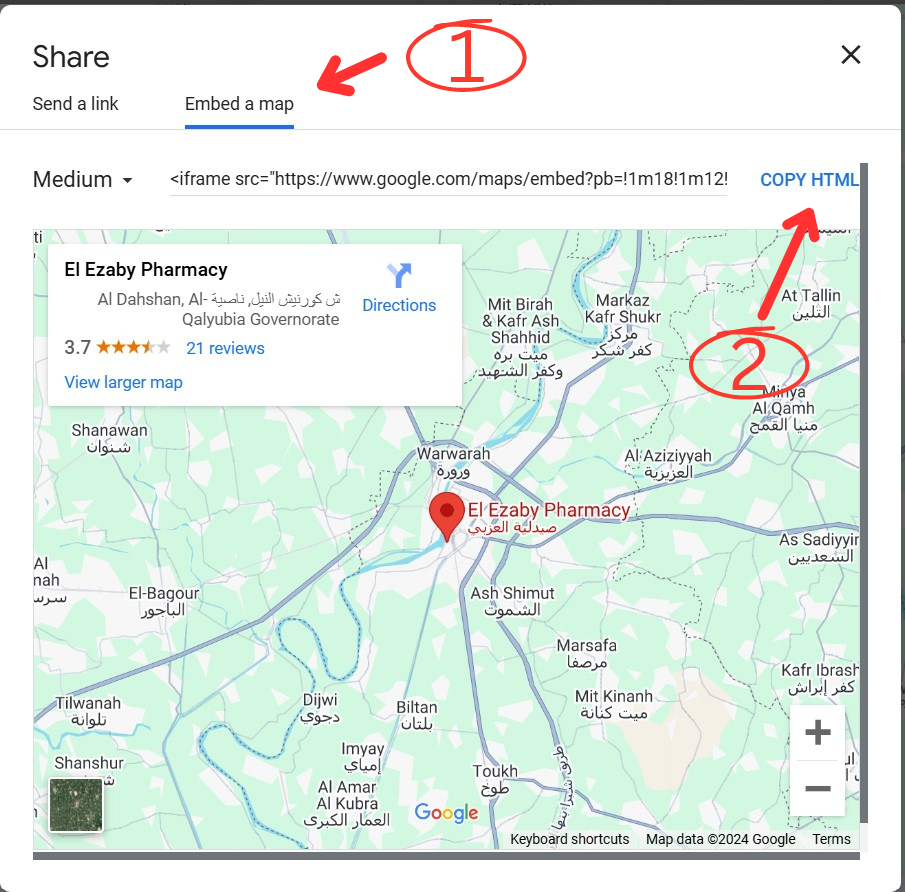 Share
1
Send a link
Embed a map
Medium
<iframe src="https://www.google.com/maps/embed?pb=!1m18!1m12!
COPY HTML
El Ezaby Pharmacy
Directions
ش كورنيش النيل, ناصية Al Dahshan, Al-
Qalyubia Governorate
3.7
21 reviews
View larger map
Mit Birah
& Kafr Ash
Shahhid
ميت بره
وكفر الشهيد
Markaz
Kafr Shukr
مركز
كفر شكر
At Tallin
التلين
2
Minya
Al Qamh
منيا القمح
Shanawan
شنوان
Warwarah
ورورة
Al Aziziyyah
العزيزية
El Ezaby Pharmacy
صيدلية العزبي
As Sadiyyin
السعديين
El-Bagour
الباجور
Ash Shimut
الشموت
Marsafa
مرصفا
Kafr Ibrash
كفر إبراش
Mit Kinanh
ميت كنانة
Tilwanah
تلوانة
Dijwi
دجوي
Biltan
بلتان
Imyay
إمياي
Shanshur
Al Amar
Al Kubra
العمار الكبرى
Toukh
طوخ
Google
Keyboard shortcuts
Map data ©2024 Google
Terms